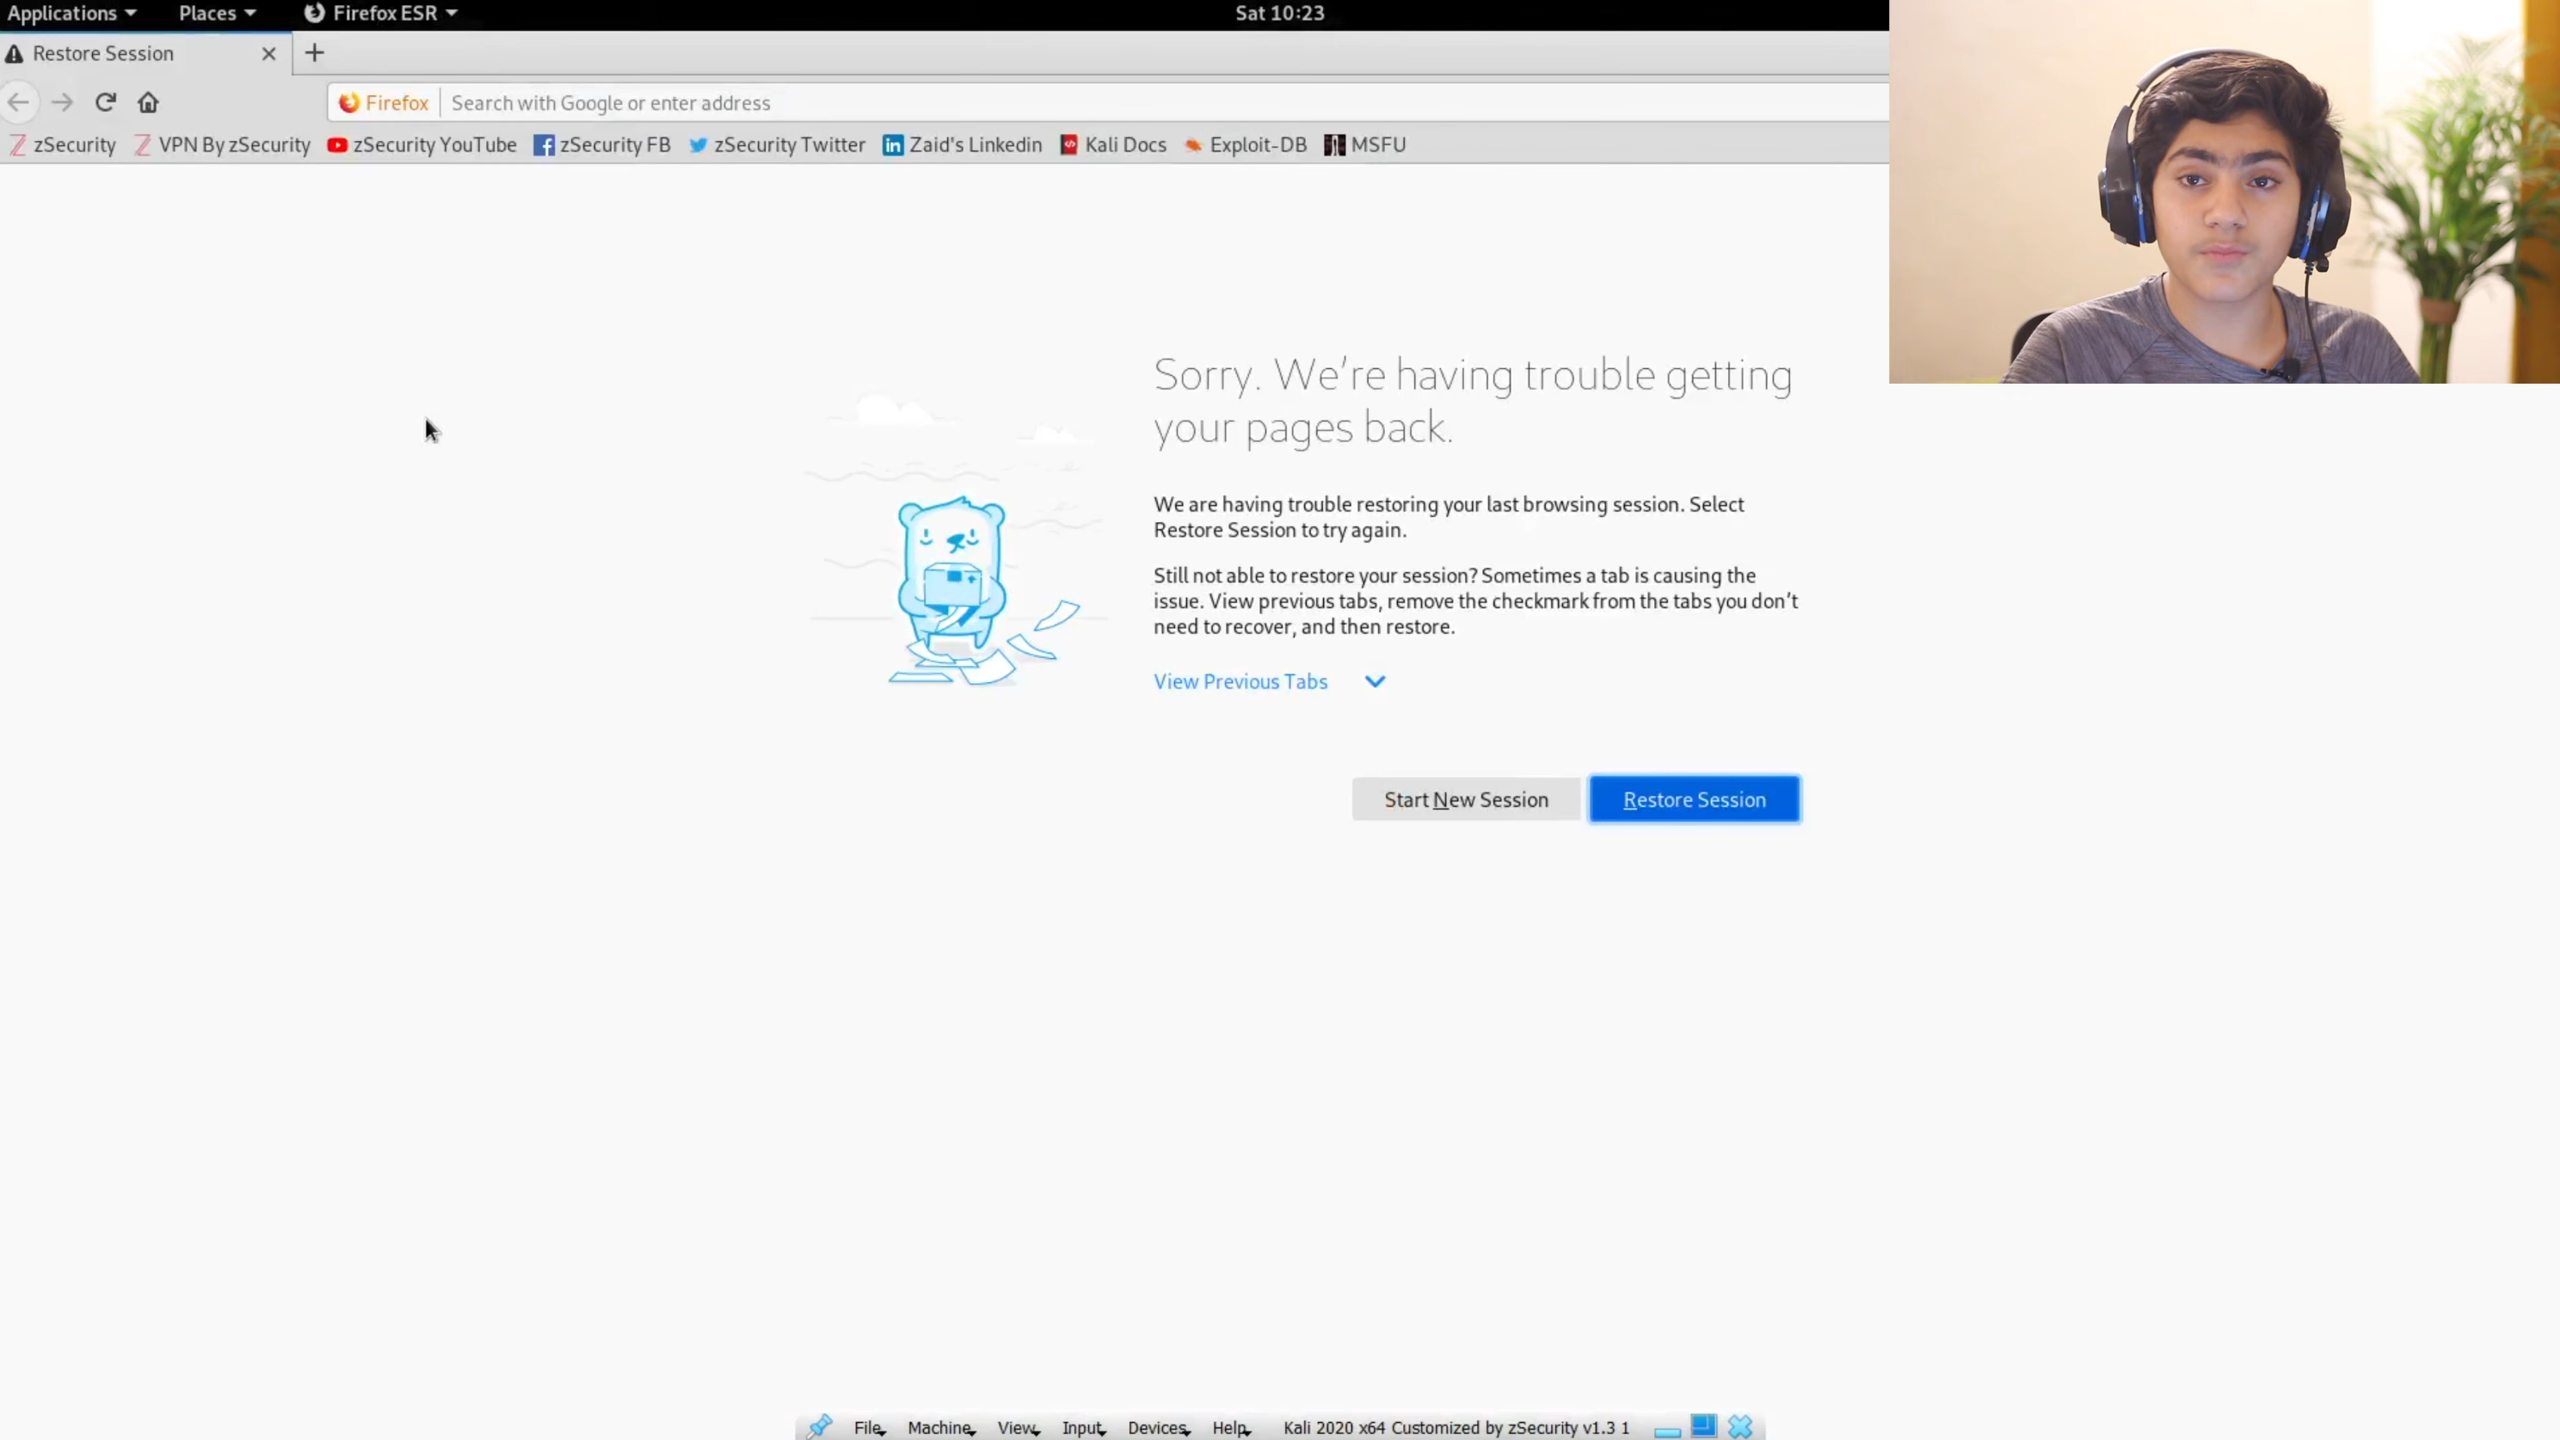 Applications Places Firefox ESR Sat 10:23
Restore Session
Firefox Search with Google or enter address
zSecurity VPN By zSecurity zSecurity YouTube zSecurity FB zSecurity Twitter Zaid's Linkedin Kali Docs Exploit-DB MSFU
Sorry. We're having trouble getting
your pages back.
We are having trouble restoring your last browsing session. Select
Restore Session to try again.
Still not able to restore your session? Sometimes a tab is causing the
issue. View previous tabs, remove the checkmark from the tabs you don't
need to recover, and then restore.
View Previous Tabs
Start New Session Restore Session
File Machine View Input Devices Help Kali 2020 x64 Customized by zSecurity v1.3 1